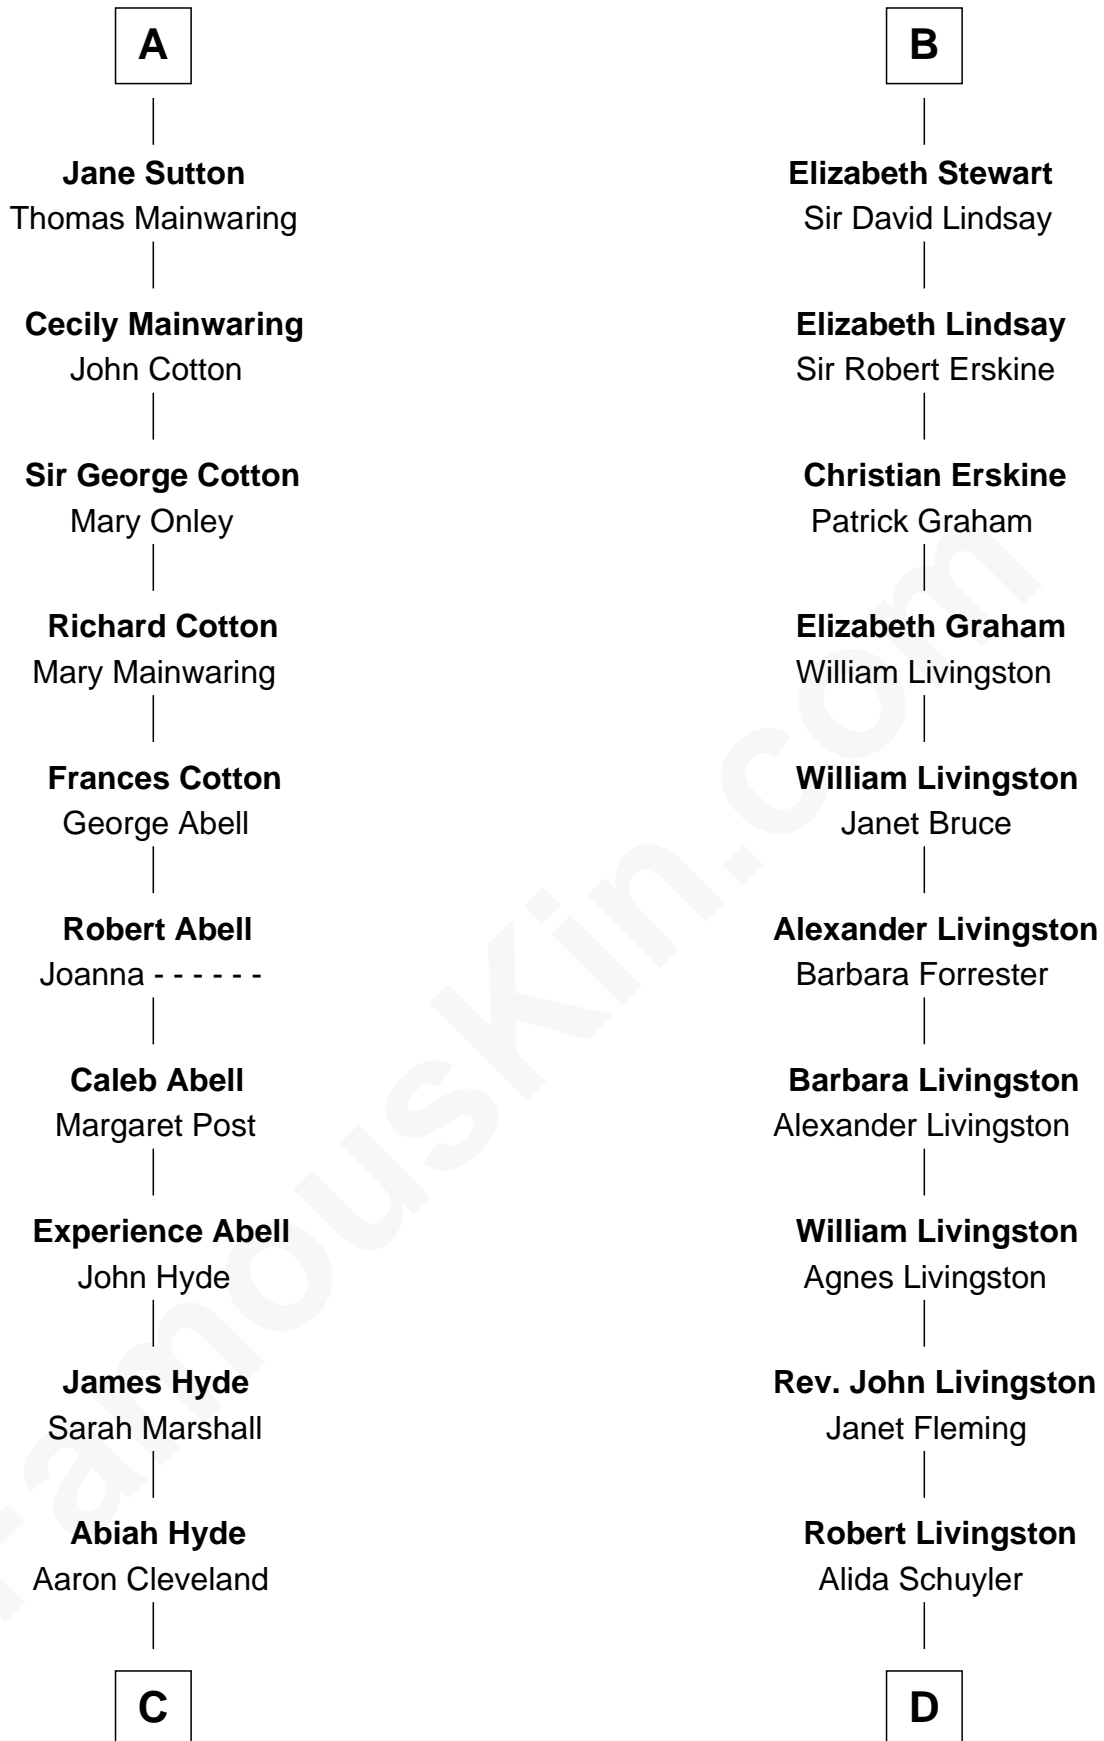 A
Jane Sutton
Thomas Mainwaring
Cecily Mainwaring
John Cotton
Sir George Cotton
Mary Onley
Richard Cotton
Mary Mainwaring
Frances Cotton
George Abell
Robert Abell
Joanna - - - - - -
Caleb Abell
Margaret Post
Experience Abell
John Hyde
James Hyde
Sarah Marshall
Abiah Hyde
Aaron Cleveland
C
B
Elizabeth Stewart
Sir David Lindsay
Elizabeth Lindsay
Sir Robert Erskine
Christian Erskine
Patrick Graham
Elizabeth Graham
William Livingston
William Livingston
Janet Bruce
Alexander Livingston
Barbara Forrester
Barbara Livingston
Alexander Livingston
William Livingston
Agnes Livingston
Rev. John Livingston
Janet Fleming
Robert Livingston
Alida Schuyler
D
FamousKin.com